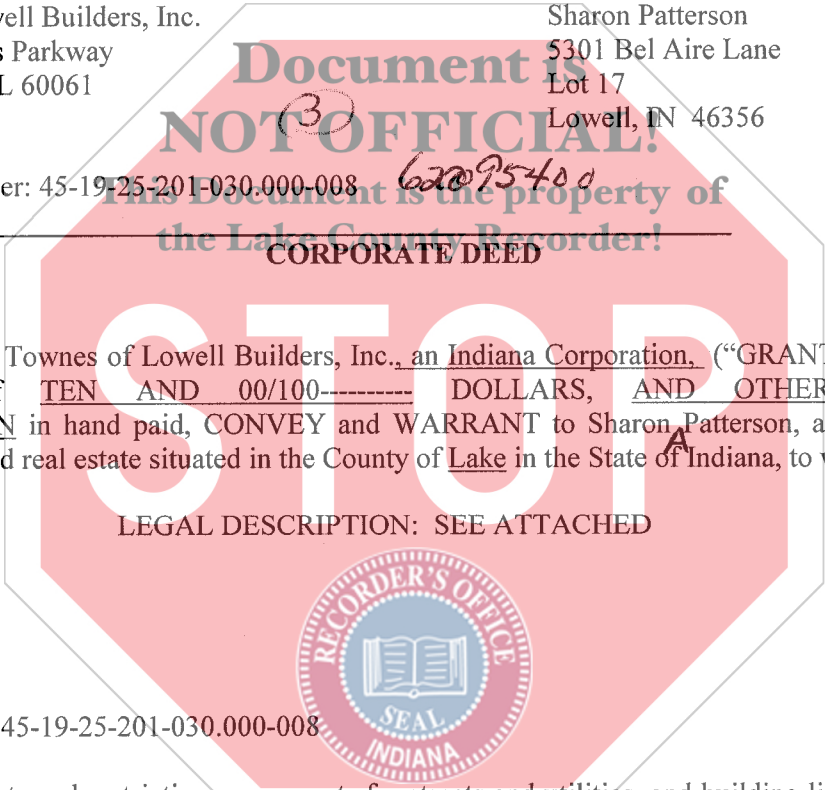 vell Builders, Inc.
Sharon Patterson
s Parkway
5301 Bel Aire Lane
L 60061
Lot 17
Lowell, IN 46356
Document is
NOT OFFICIAL!
This Document is the property of
the Lake County Recorder!
3
er: 45-19-25-201-030.000-008
62095400
CORPORATE DEED
STOP
Townes of Lowell Builders, Inc., an Indiana Corporation, ("GRANT
f TEN AND 00/100---------- DOLLARS, AND OTHER
N in hand paid, CONVEY and WARRANT to Sharon A Patterson, a
d real estate situated in the County of Lake in the State of Indiana, to w
LEGAL DESCRIPTION: SEE ATTACHED
RECORDER'S OFFICE
SEAL
INDIANA
45-19-25-201-030.000-008